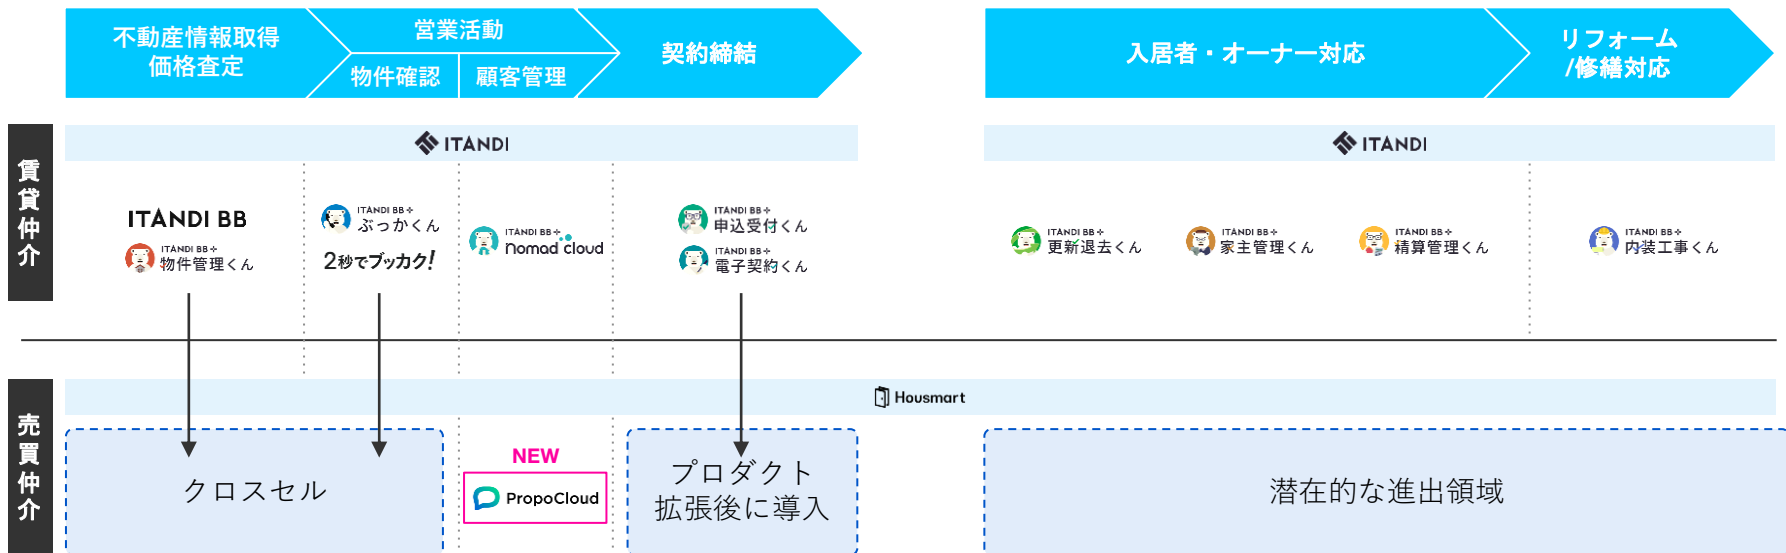 不動産情報取得
価格査定
営業活動
物件確認
顧客管理
契約締結
入居者・オーナー対応
リフォーム
/修繕対応
賃貸仲介
ITANDI
ITANDI
ITANDI BB
ITANDI BB+
物件管理くん
ITANDI BB+
ぶっかくん
2秒でブッカク!
ITANDI BB+
nomad cloud
ITANDI BB+
申込受付くん
ITANDI BB+
電子契約くん
ITANDI BB+
更新退去くん
ITANDI BB+
家主管理くん
ITANDI BB+
精算管理くん
ITANDI BB+
内装工事くん
売買仲介
Housmart
クロスセル
NEW
PropoCloud
プロダクト
拡張後に導入
潜在的な進出領域